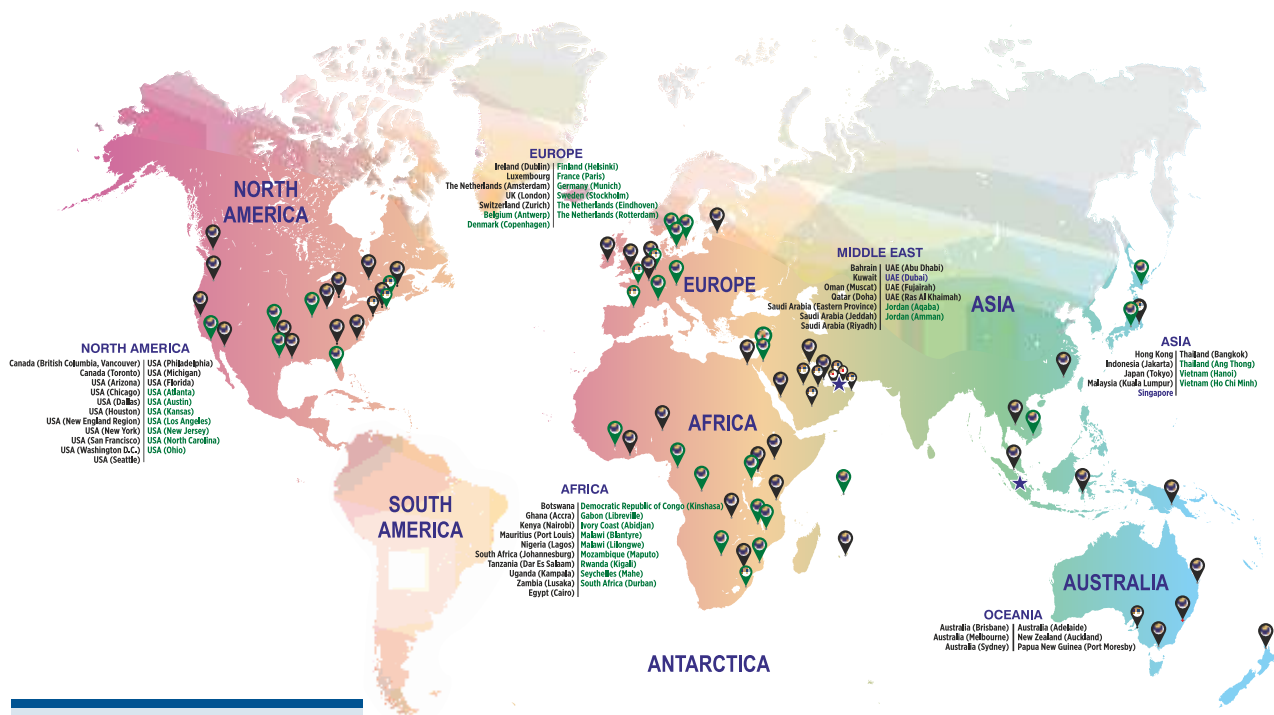 EUROPE
Ireland (Dublin) Finland (Helsinki)
Luxembourg France (Paris)
The Netherlands (Amsterdam) Germany (Munich)
UK (London) Sweden (Stockholm)
Switzerland (Zurich) The Netherlands (Eindhoven)
Belgium (Antwerp) The Netherlands (Rotterdam)
Denmark (Copenhagen)
NORTH
AMERICA
MIDDLE EAST
Bahrain UAE (Abu Dhabi)
Kuwait UAE (Dubai)
Oman (Muscat) UAE (Fujairah)
Qatar (Doha) UAE (Ras Al Khaimah)
Saudi Arabia (Eastern Province) Jordan (Aqaba)
Saudi Arabia (Jeddah) Jordan (Amman)
Saudi Arabia (Riyadh)
EUROPE
ASIA
ASIA
Hong Kong Thailand (Bangkok)
Indonesia (Jakarta) Thailand (Ang Thong)
Japan (Tokyo) Vietnam (Hanoi)
Malaysia (Kuala Lumpur) Vietnam (Ho Chi Minh)
Singapore
NORTH AMERICA
Canada (British Columbia, Vancouver) USA (Philadelphia)
Canada (Toronto) USA (Michigan)
USA (Arizona) USA (Florida)
USA (Chicago) USA (Atlanta)
USA (Dallas) USA (Austin)
USA (Houston) USA (Kansas)
USA (New England Region) USA (Los Angeles)
USA (New York) USA (New Jersey)
USA (San Francisco) USA (North Carolina)
USA (Washington D.C.) USA (Ohio)
USA (Seattle)
AFRICA
SOUTH
AMERICA
AFRICA
Botswana Democratic Republic of Congo (Kinshasa)
Ghana (Accra) Gabon (Libreville)
Kenya (Nairobi) Ivory Coast (Abidjan)
Mauritius (Port Louis) Malawi (Blantyre)
Nigeria (Lagos) Malawi (Lilongwe)
South Africa (Johannesburg) Mozambique (Maputo)
Tanzania (Dar Es Salaam) Rwanda (Kigali)
Uganda (Kampala) Seychelles (Mahe)
Zambia (Lusaka) South Africa (Durban)
Egypt (Cairo)
AUSTRALIA
OCEANIA
Australia (Brisbane) Australia (Adelaide)
Australia (Melbourne) New Zealand (Auckland)
Australia (Sydney) Papua New Guinea (Port Moresby)
ANTARCTICA